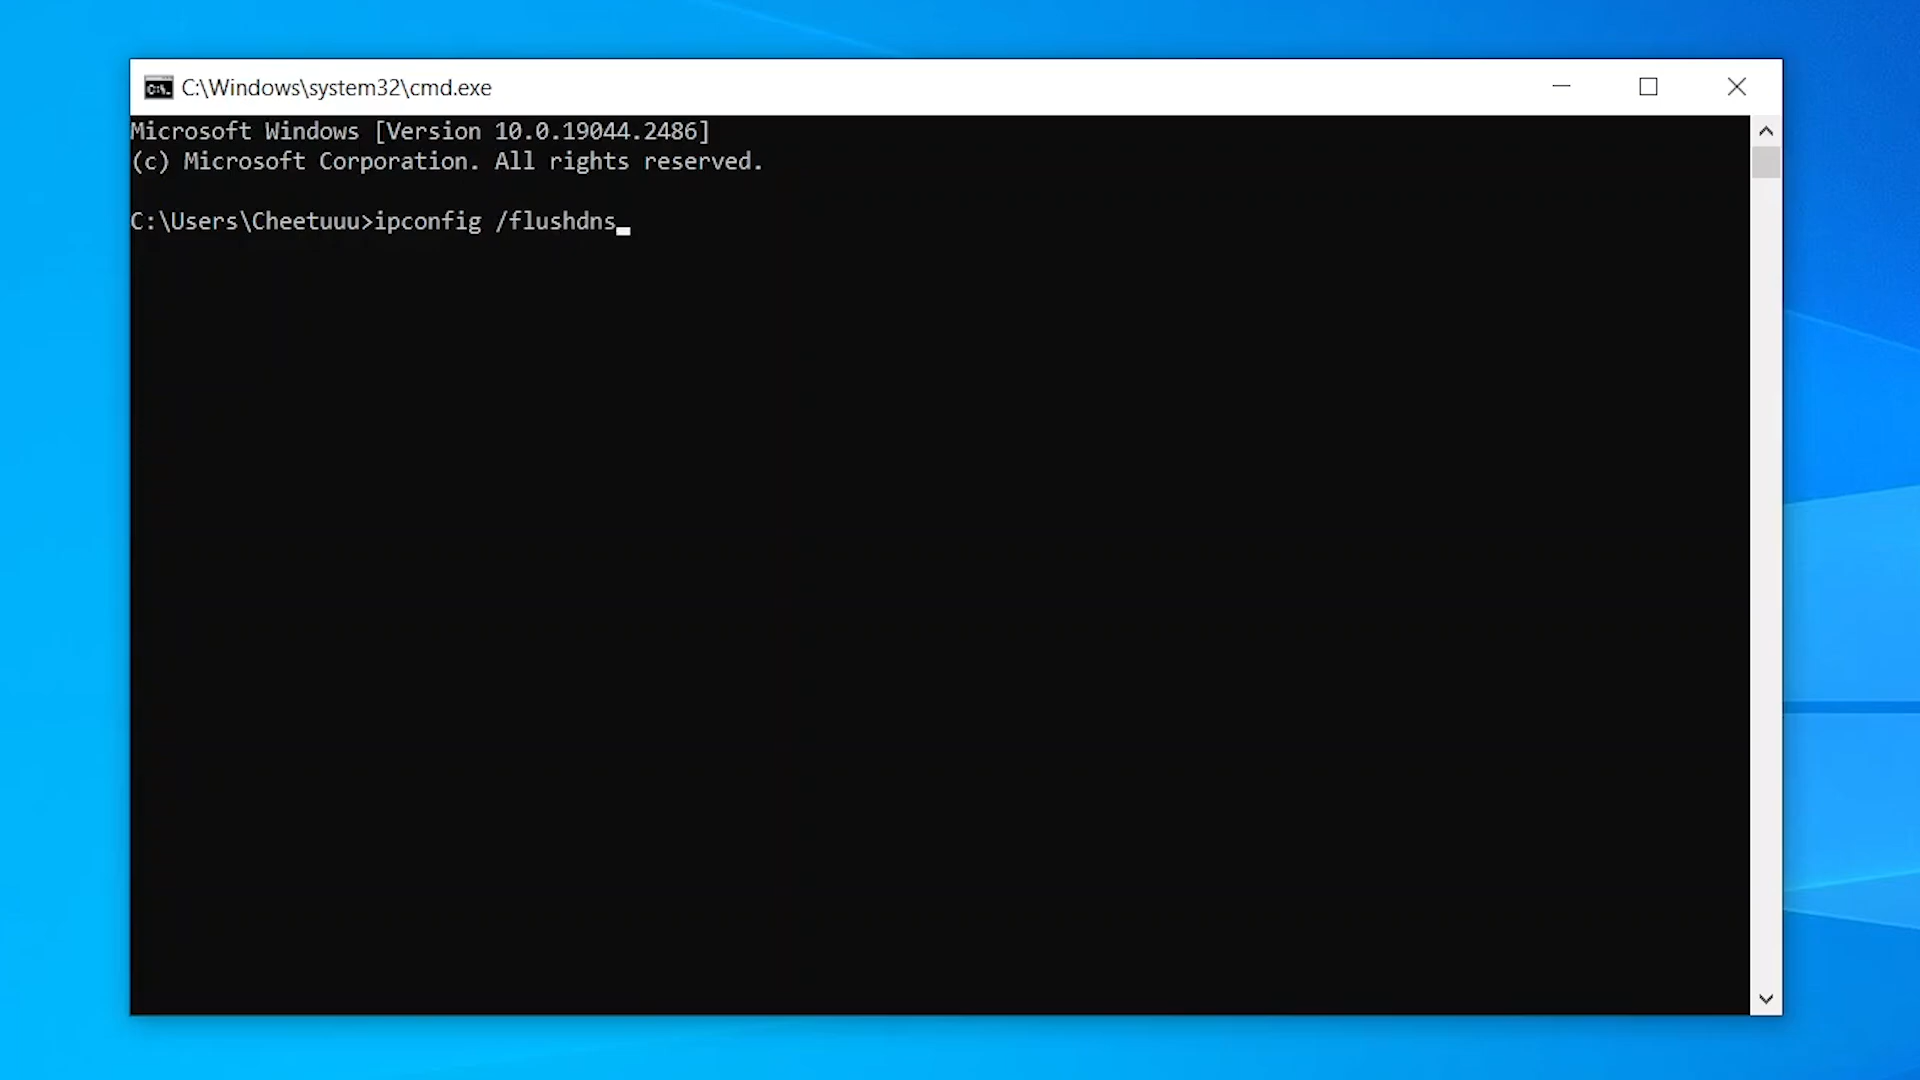 C:\Windows\system32\cmd.exe
Microsoft Windows [Version 10.0.19044.2486]
(c) Microsoft Corporation. All rights reserved.
C:\Users\Cheetuuu>ipconfig /flushdns